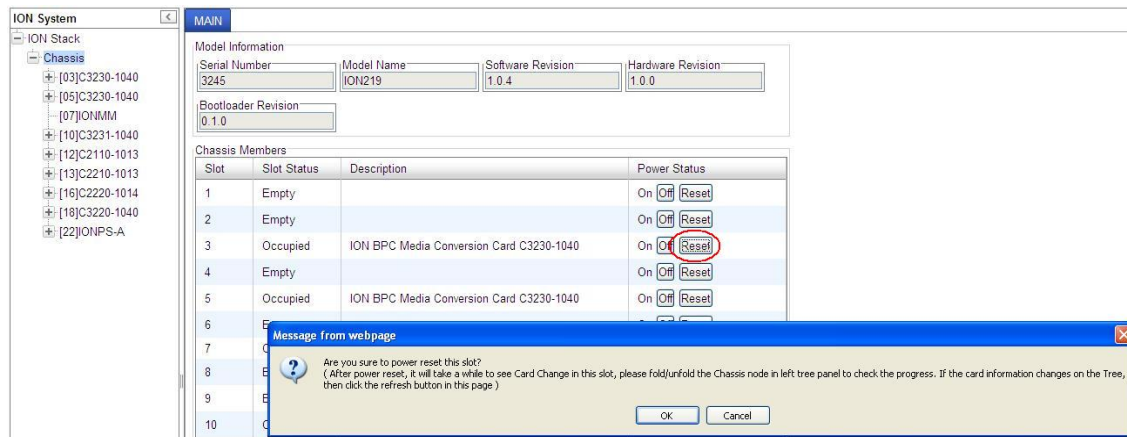 ION System
ION Stack
Chassis
[03]C3230-1040
[05]C3230-1040
[07]IONMM
[10]C3231-1040
[12]C2110-1013
[13]C2210-1013
[16]C2220-1014
[18]C3220-1040
[22]IONPS-A
MAIN
Model Information
Serial Number Model Name Software Revision Hardware Revision
3245 ION219 1.0.4 1.0.0
Bootloader Revision
0.1.0
Chassis Members
Slot Slot Status Description Power Status
1 Empty On Off Reset
2 Empty On Off Reset
3 Occupied ION BPC Media Conversion Card C3230-1040 On Off Reset
4 Empty On Off Reset
5 Occupied ION BPC Media Conversion Card C3230-1040 On Off Reset
6
7
8
9
10
Message from webpage
Are you sure to power reset this slot?
( After power reset, it will take a while to see Card Change in this slot, please fold/unfold the Chassis node in left tree panel to check the progress. If the card information changes on the Tree,
then click the refresh button in this page )
OK Cancel